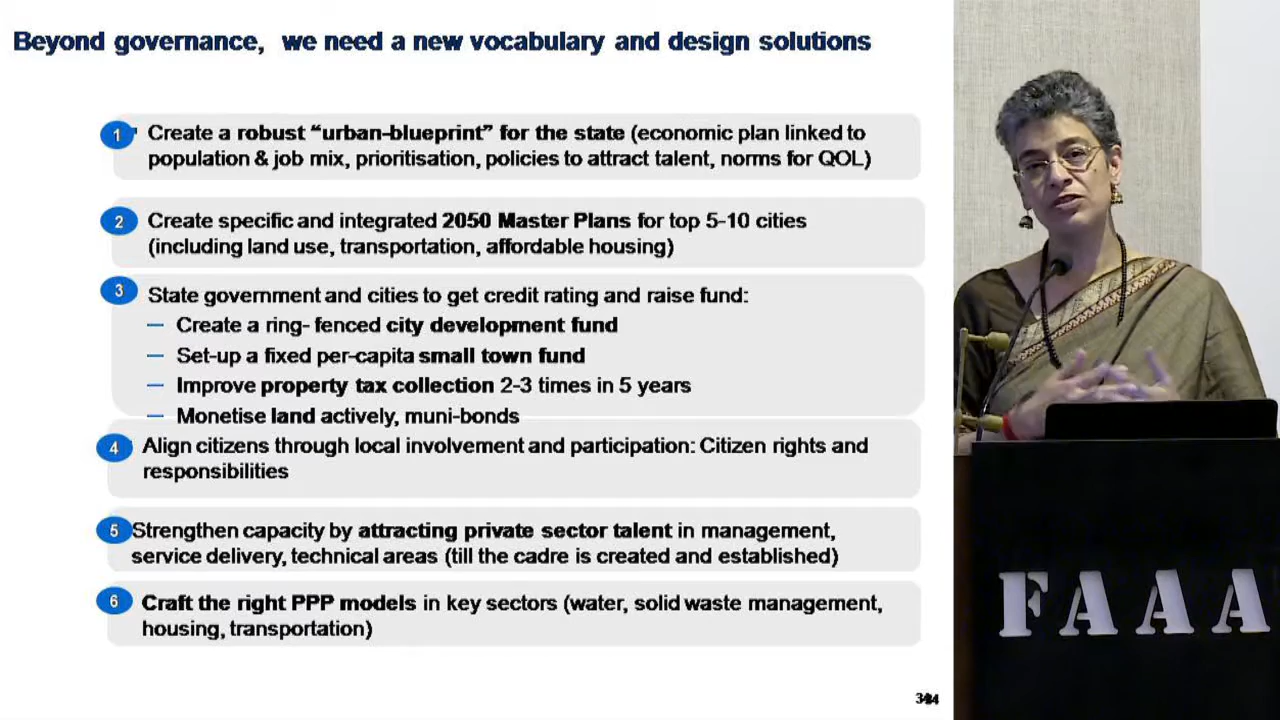 Beyond governance, we need a new vocabulary and design solutions
1 Create a robust “urban-blueprint” for the state (economic plan linked to
population & job mix, prioritisation, policies to attract talent, norms for QOL)
2 Create specific and integrated 2050 Master Plans for top 5-10 cities
(including land use, transportation, affordable housing)
3 State government and cities to get credit rating and raise fund:
— Create a ring- fenced city development fund
— Set-up a fixed per-capita small town fund
— Improve property tax collection 2-3 times in 5 years
— Monetise land actively, muni-bonds
4 Align citizens through local involvement and participation: Citizen rights and
responsibilities
5 Strengthen capacity by attracting private sector talent in management,
service delivery, technical areas (till the cadre is created and established)
6 Craft the right PPP models in key sectors (water, solid waste management,
housing, transportation)
FAAA